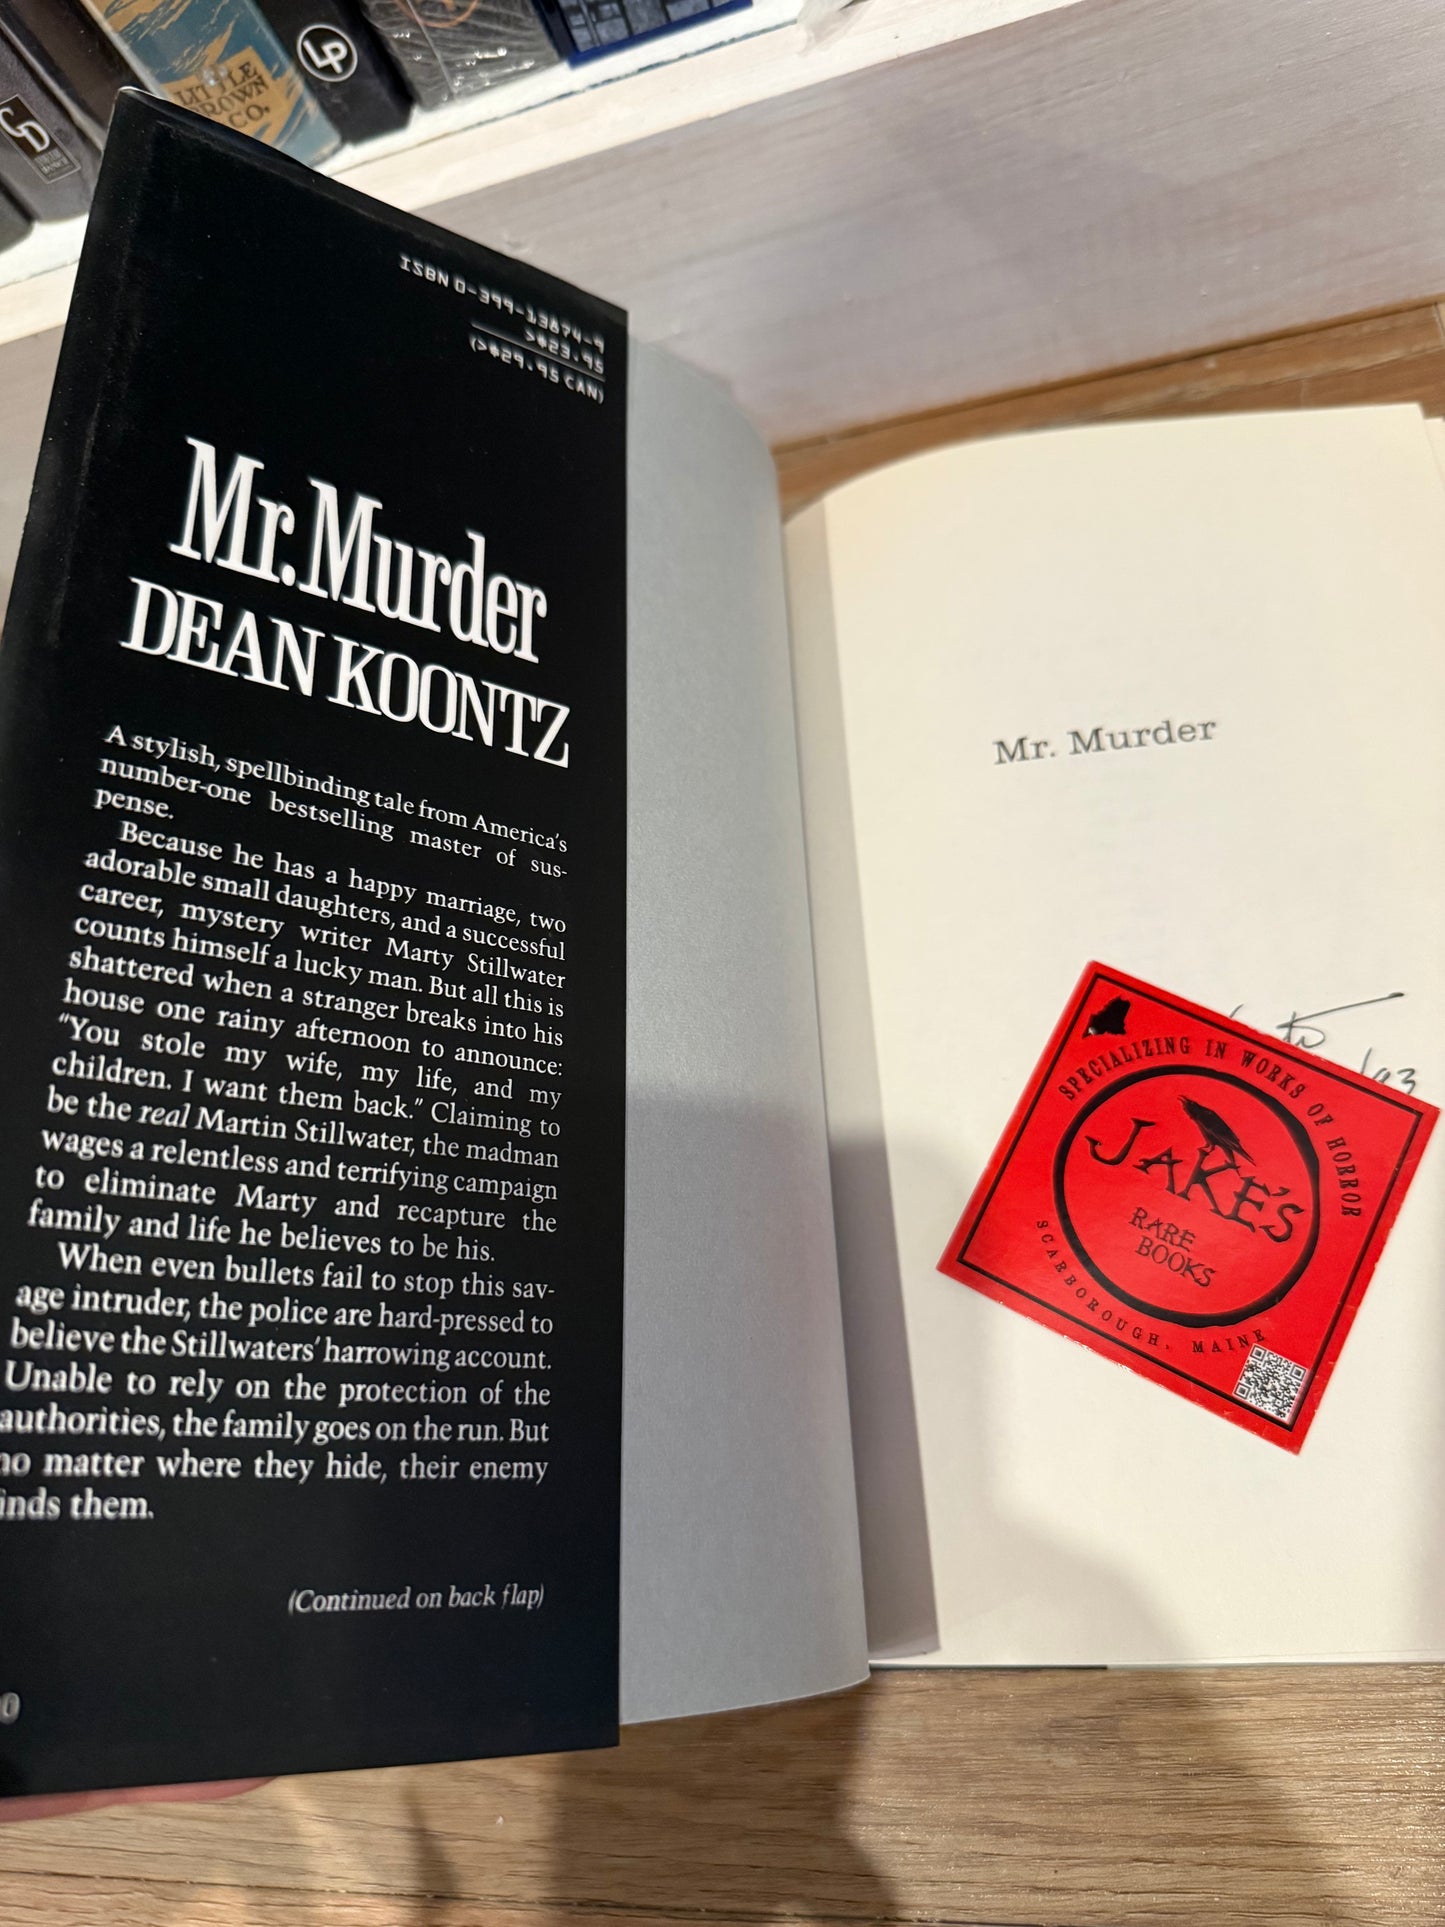 CD
LITTLE
BROWN
CO.
LP
ISBN 0-399-13874-9
>$23.95
(>$29.95 CAN)
Mr. Murder
DEAN KOONTZ
A stylish, spellbinding tale from America's
number-one bestselling master of sus-
pense.
Because he has a happy marriage, two
adorable small daughters, and a successful
career, mystery writer Marty Stillwater
counts himself a lucky man. But all this is
shattered when a stranger breaks into his
house one rainy afternoon to announce:
"You stole my wife, my life, and my
children. I want them back." Claiming to
be the real Martin Stillwater, the madman
wages a relentless and terrifying campaign
to eliminate Marty and recapture the
family and life he believes to be his.
When even bullets fail to stop this sav-
age intruder, the police are hard-pressed to
believe the Stillwaters' harrowing account.
Unable to rely on the protection of the
authorities, the family goes on the run. But
no matter where they hide, their enemy
inds them.
(Continued on back flap)
0
Mr. Murder
SPECIALIZING IN WORKS OF HORROR
JAKE'S
RARE
BOOKS
SCARBOROUGH, MAINE